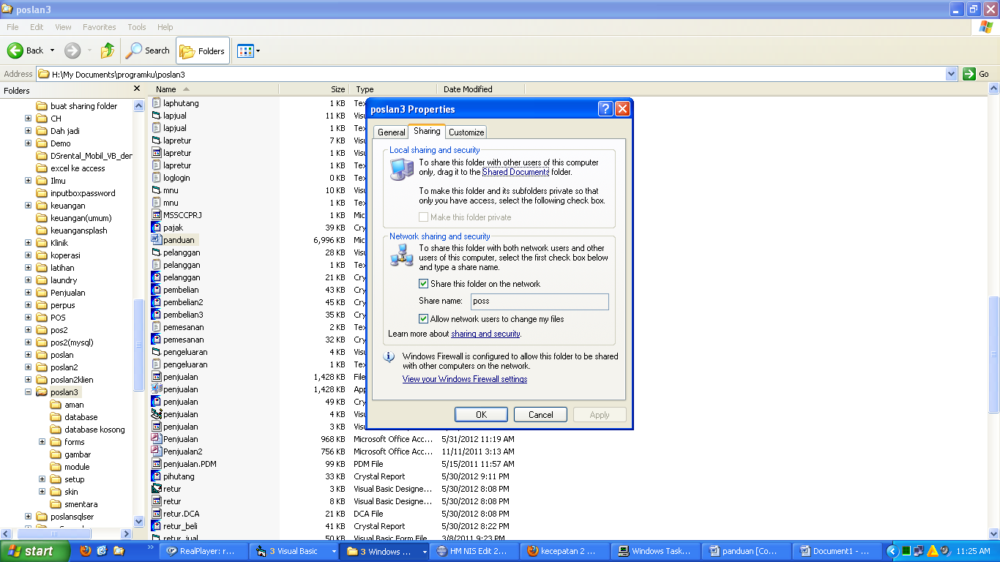 poslan3
File Edit View Favorites Tools Help
Back Search Folders
Address H:\My Documents\programku\poslan3 Go
Folders
buat sharing folder
CH
Dah jadi
Demo
DSrental_Mobil_VB_der
excel ke access
Ilmu
inputboxpassword
keuangan
keuangan(umum)
keuangansplash
Klinik
koperasi
latihan
laundry
Penjualan
perpus
POS
pos2
pos2(mysql)
poslan
poslan2
poslan2klien
poslan3
aman
database
database kosong
forms
gambar
module
setup
skin
smentara
poslansqlser
Name Size Type Date Modified
laphutang 1 KB Tex
lapjual 11 KB Visu
lapjual 1 KB Tex
lapretur 7 KB Visu
lapretur 1 KB Visu
lapretur 1 KB Tex
loglogin 0 KB Tex
mnu 10 KB Visu
mnu 1 KB Tex
MSSCCPRJ 1 KB Mic
pajak 39 KB Cry
panduan 6,996 KB Mic
pelanggan 28 KB Visu
pelanggan 1 KB Tex
pelanggan 21 KB Cry
pembelian 43 KB Cry
pembelian2 45 KB Cry
pembelian3 35 KB Cry
pemesanan 2 KB Tex
pemesanan 32 KB Cry
pengeluaran 4 KB Visu
pengeluaran 1 KB Tex
penjualan 1,428 KB File
penjualan 1,428 KB App
penjualan 49 KB Cry
penjualan 4 KB Visu
penjualan 3 KB Visu
Penjualan 968 KB Microsoft Office Acc... 5/31/2012 11:19 AM
Penjualan2 756 KB Microsoft Office Acc... 11/11/2011 3:13 AM
penjualan.PDM 99 KB PDM File 5/15/2011 11:57 AM
pihutang 33 KB Crystal Report 5/30/2012 9:11 PM
retur 3 KB Visual Basic Designe... 5/30/2012 8:08 PM
retur 8 KB Visual Basic Designe... 5/30/2012 8:08 PM
retur.DCA 21 KB DCA File 5/30/2012 8:08 PM
retur_beli 41 KB Crystal Report 5/30/2012 8:22 PM
retur_jual 50 KB Visual Basic Form File 3/8/2011 9:23 PM
poslan3 Properties
General Sharing Customize
Local sharing and security
To share this folder with other users of this computer
only, drag it to the Shared Documents folder.
To make this folder and its subfolders private so that
only you have access, select the following check box.
Make this folder private
Network sharing and security
To share this folder with both network users and other
users of this computer, select the first check box below
and type a share name.
Share this folder on the network
Share name: poss
Allow network users to change my files
Learn more about sharing and security.
Windows Firewall is configured to allow this folder to be shared
with other computers on the network.
View your Windows Firewall settings
OK Cancel Apply
start RealPlayer: r... 3 Visual Basic 3 Windows ... HM NIS Edit 2... kecepatan 2 ... Windows Task... panduan [Co... Document1 - ... 11:25 AM